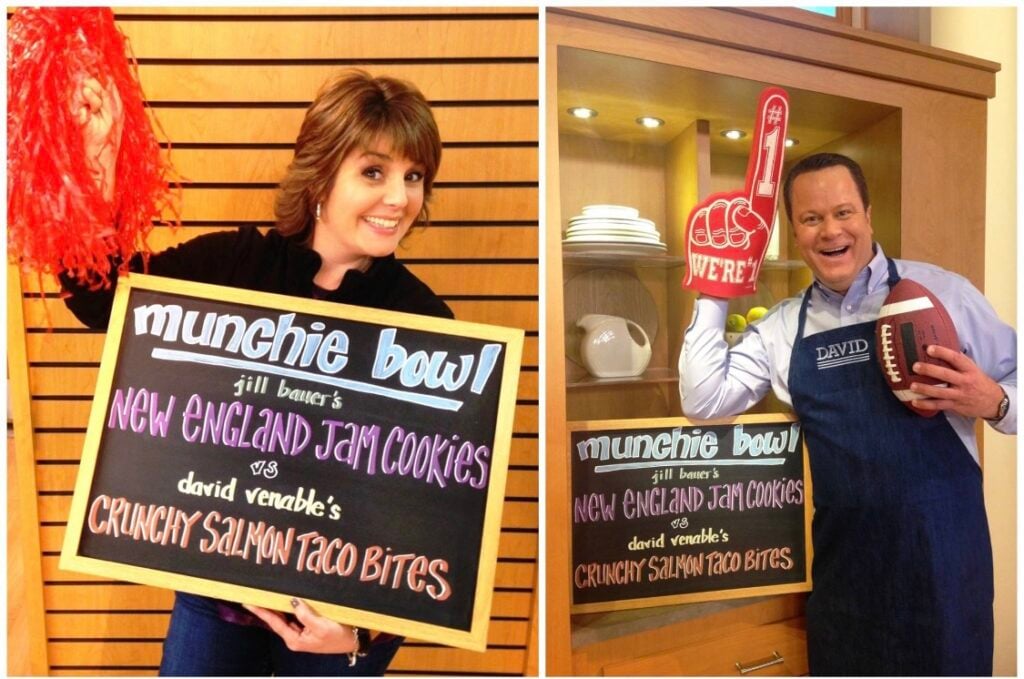 munchie bowl
jill bauer's
NEW ENGLAND JAM COOKIES
vs
david venable's
CRUNCHY SALMON TACO BITES
#1
WE'RE #1
DAVID
munchie bowl
jill bauer's
NEW ENGLAND JAM COOKIES
vs
david venable's
CRUNCHY SALMON TACO BITES